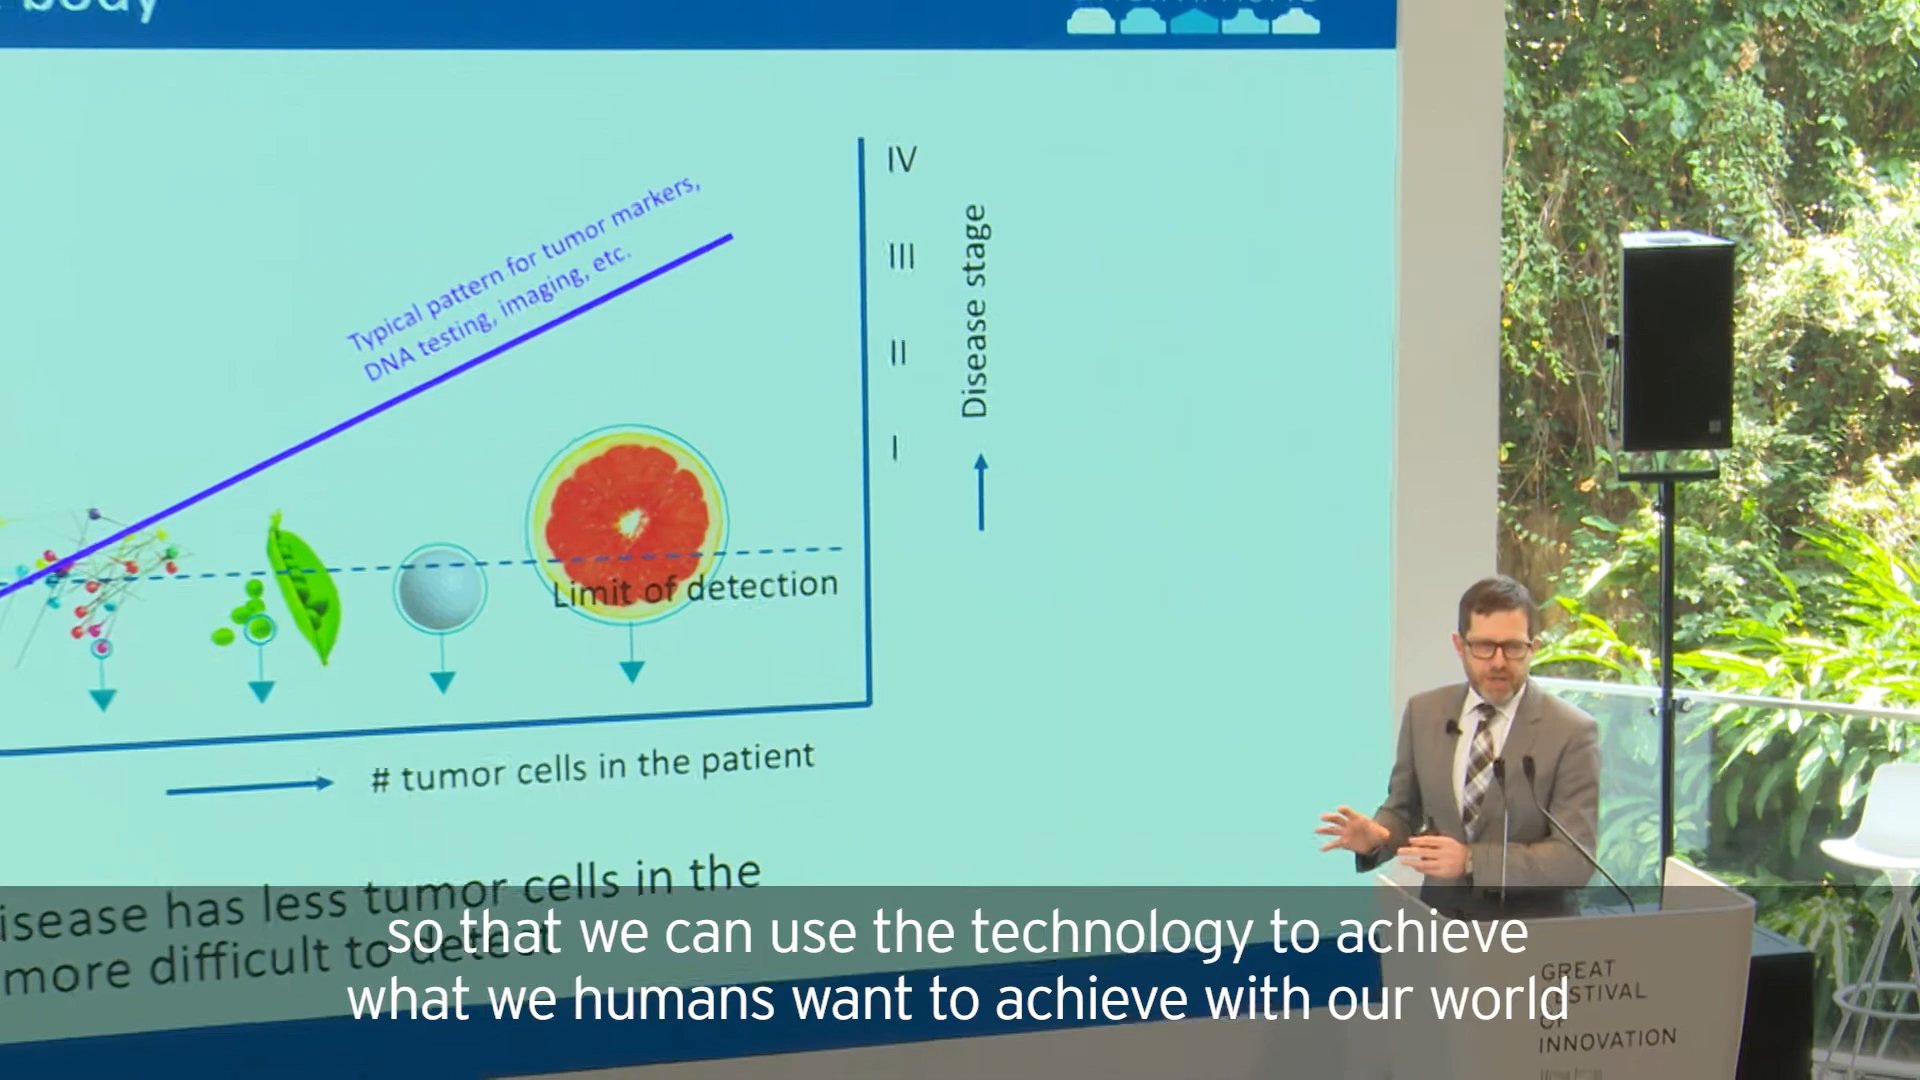 body
IV
III
II
I
Disease stage
Typical pattern for tumor markers,
DNA testing, imaging, etc.
Limit of detection
# tumor cells in the patient
isease has less tumor cells in the
more difficult to detect
so that we can use the technology to achieve
what we humans want to achieve with our world
GREAT
FESTIVAL
OF
INNOVATION